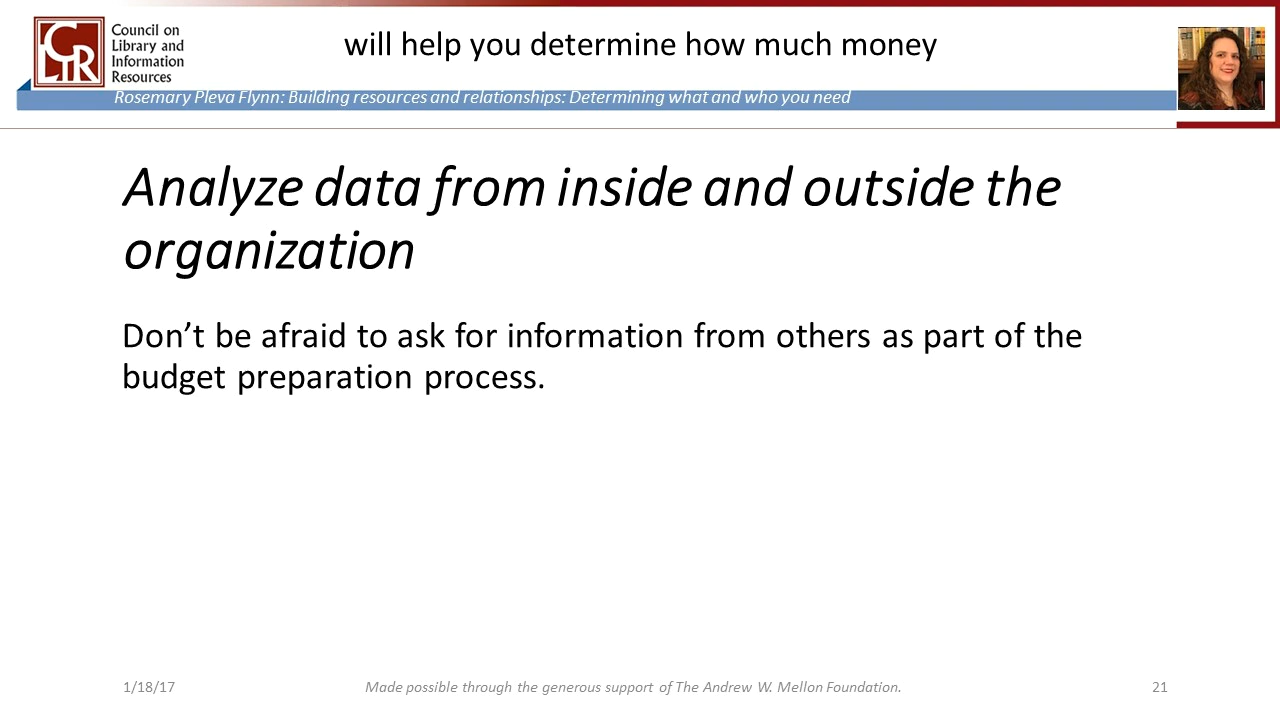 CLIR
Council on
Library and
Information
Resources
will help you determine how much money
Rosemary Pleva Flynn: Building resources and relationships: Determining what and who you need
Analyze data from inside and outside the
organization
Don’t be afraid to ask for information from others as part of the
budget preparation process.
1/18/17
Made possible through the generous support of The Andrew W. Mellon Foundation.
21